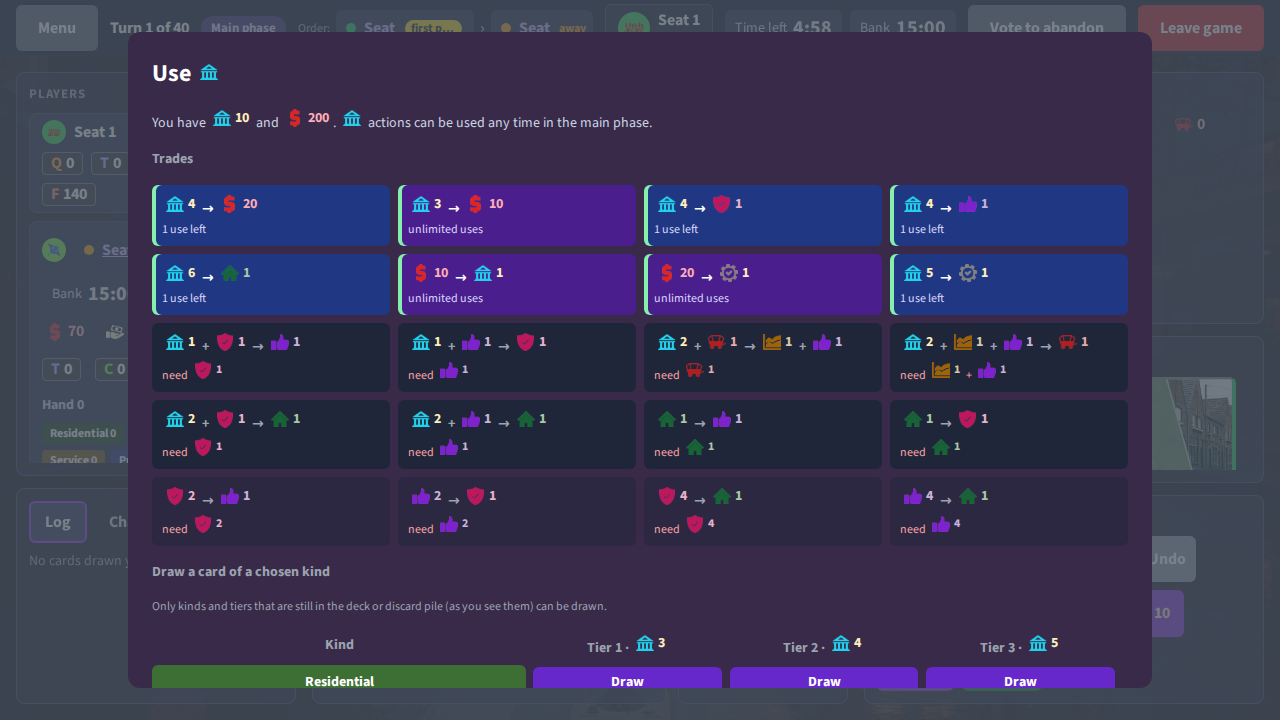 Menu
Turn 1 of 40
Main phase
Order:
Seat
first p…
›
Seat
away
Seat 1
Time left 4:58
Bank 15:00
Vote to abandon
Leave game
PLAYERS
Seat 1
Q 0
T 0
F 140
Bank 15:0
70
T 0
C 0
Hand 0
Residential 0
Service 0
Log
No cards drawn
0
Undo
10
Use
You have 10 and 200 . actions can be used any time in the main phase.
Trades
4 → 20
1 use left
3 → 10
unlimited uses
4 → 1
1 use left
4 → 1
1 use left
6 → 1
1 use left
10 → 1
unlimited uses
20 → 1
unlimited uses
5 → 1
1 use left
1 + 1 → 1
need 1
1 + 1 → 1
need 1
2 + 1 → 1 + 1
need 1
2 + 1 + 1 → 1
need 1 + 1
2 + 1 → 1
need 1
2 + 1 → 1
need 1
1 → 1
need 1
1 → 1
need 1
2 → 1
need 2
2 → 1
need 2
4 → 1
need 4
4 → 1
need 4
Draw a card of a chosen kind
Only kinds and tiers that are still in the deck or discard pile (as you see them) can be drawn.
Kind
Tier 1 · 3
Tier 2 · 4
Tier 3 · 5
Residential
Draw
Draw
Draw